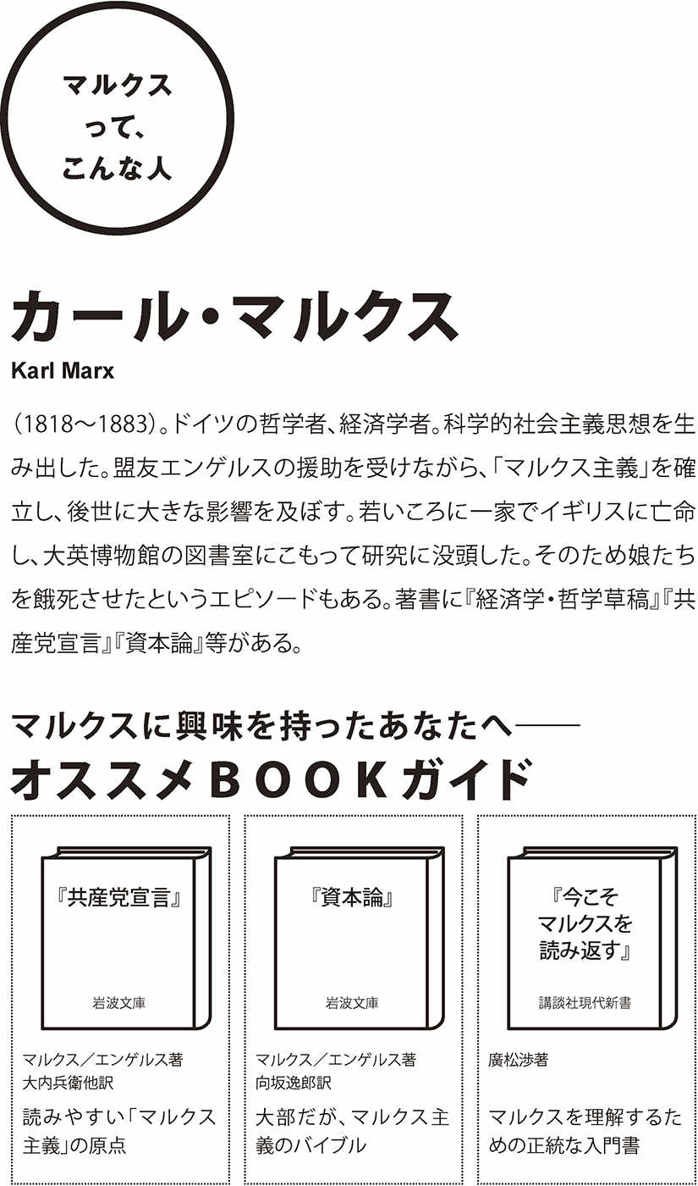 マルクス
って、
こんな人
カール・マルクス
Karl Marx
（1818〜1883）。ドイツの哲学者、経済学者。科学的社会主義思想を生
み出した。盟友エンゲルスの援助を受けながら、「マルクス主義」を確
立し、後世に大きな影響を及ぼす。若いころに一家でイギリスに亡命
し、大英博物館の図書室にこもって研究に没頭した。そのため娘たち
を餓死させたというエピソードもある。著書に『経済学・哲学草稿』『共
産党宣言』『資本論』等がある。
マルクスに興味を持ったあなたへ――
オススメBOOKガイド
『共産党宣言』
岩波文庫
マルクス／エンゲルス著
大内兵衛他訳
読みやすい「マルクス
主義」の原点
『資本論』
岩波文庫
マルクス／エンゲルス著
向坂逸郎訳
大部だが、マルクス主
義のバイブル
『今こそ
マルクスを
読み返す』
講談社現代新書
廣松渉著
マルクスを理解するた
めの正統な入門書